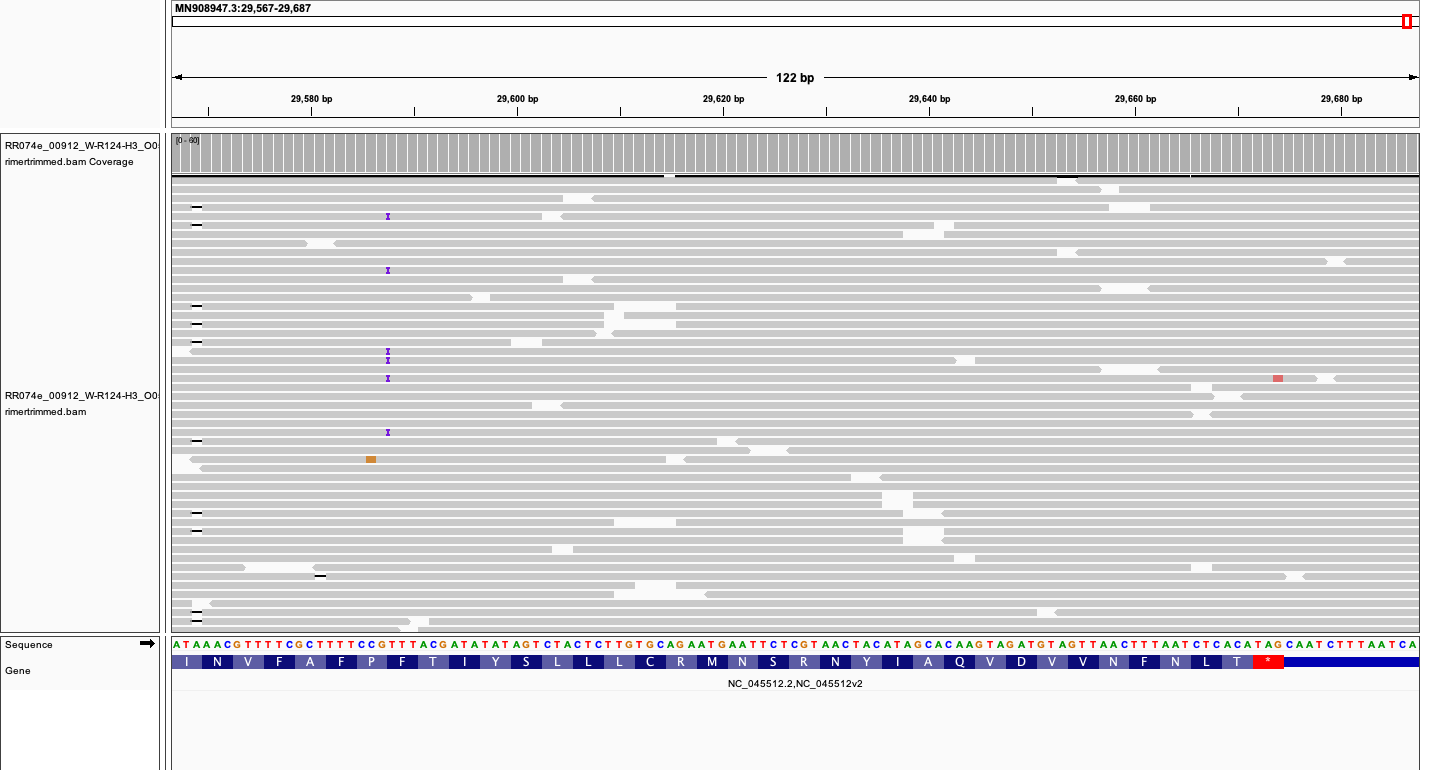 MN908947.3:29,567-29,687
122 bp
29,580 bp 29,600 bp 29,620 bp 29,640 bp 29,660 bp 29,680 bp
RR074e_00912_W-R124-H3_O0
rimertrimmed.bam Coverage
[0 - 60]
RR074e_00912_W-R124-H3_O0
rimertrimmed.bam
Sequence
ATAAACGTTTTCGCTTTTCCGTTTACGATATATAGTCTACTCTTGTGCAGAATGAATTCTCGTAACTACATAGCACAAGTAGATGTAGTTAACTTTAATCTCACATAGCAATCTTTAATCA
Gene
I N V F A F P F T I Y S L L L C R M N S R N Y I A Q V D V V N F N L T *
NC_045512.2,NC_045512v2